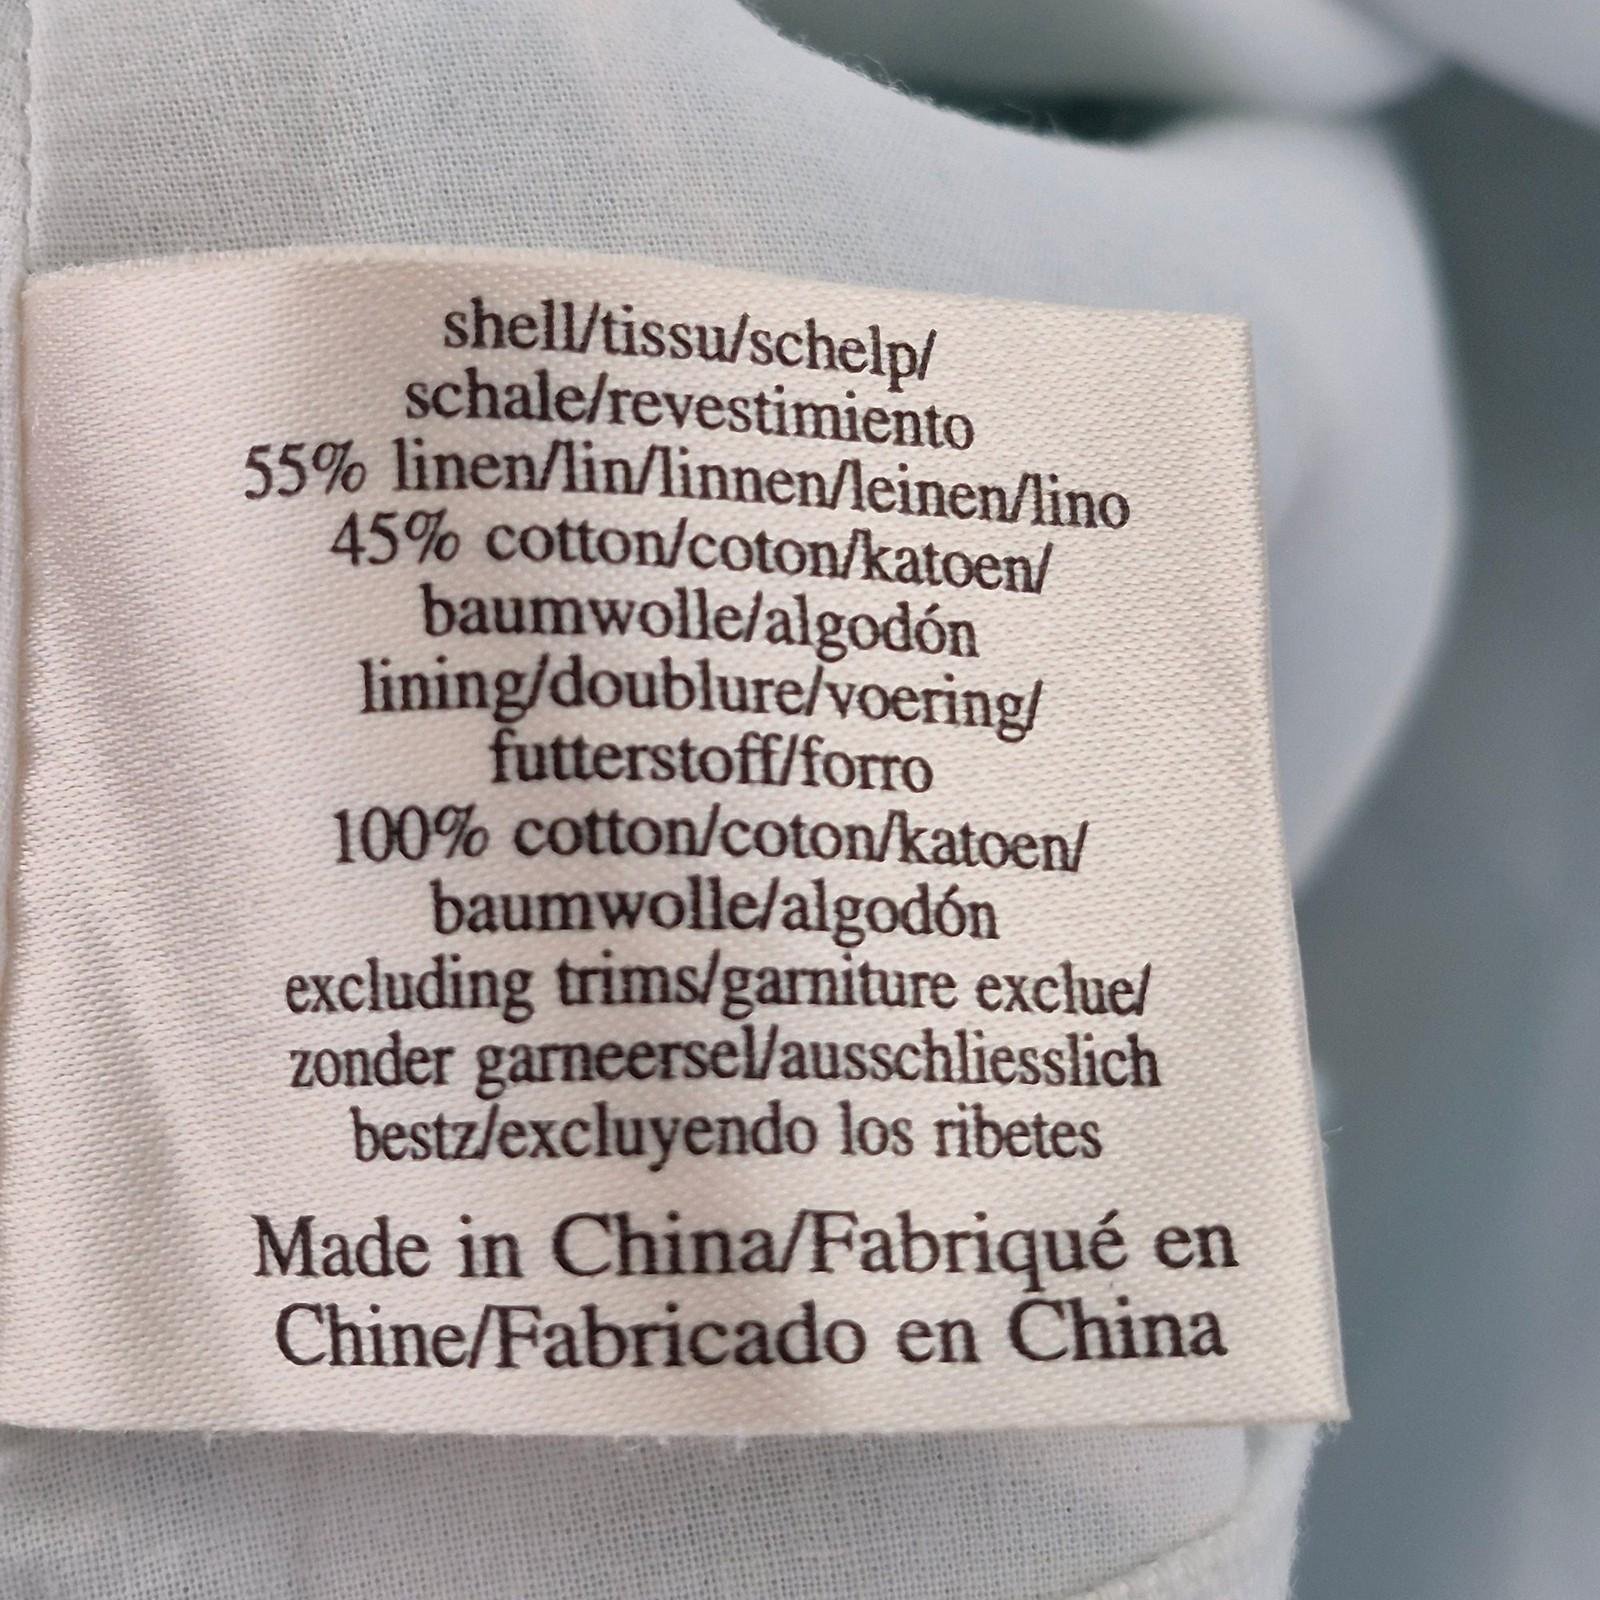 shell/tissu/schelp/
schale/revestimiento
55% linen/lin/linnen/leinen/lino
45% cotton/coton/katoen/
baumwolle/algodón
lining/doublure/voering/
futterstoff/forro
100% cotton/coton/katoen/
baumwolle/algodón
excluding trims/garniture exclue/
zonder garneersel/ausschliesslich
bestz/excluyendo los ribetes
Made in China/Fabriqué en
Chine/Fabricado en China